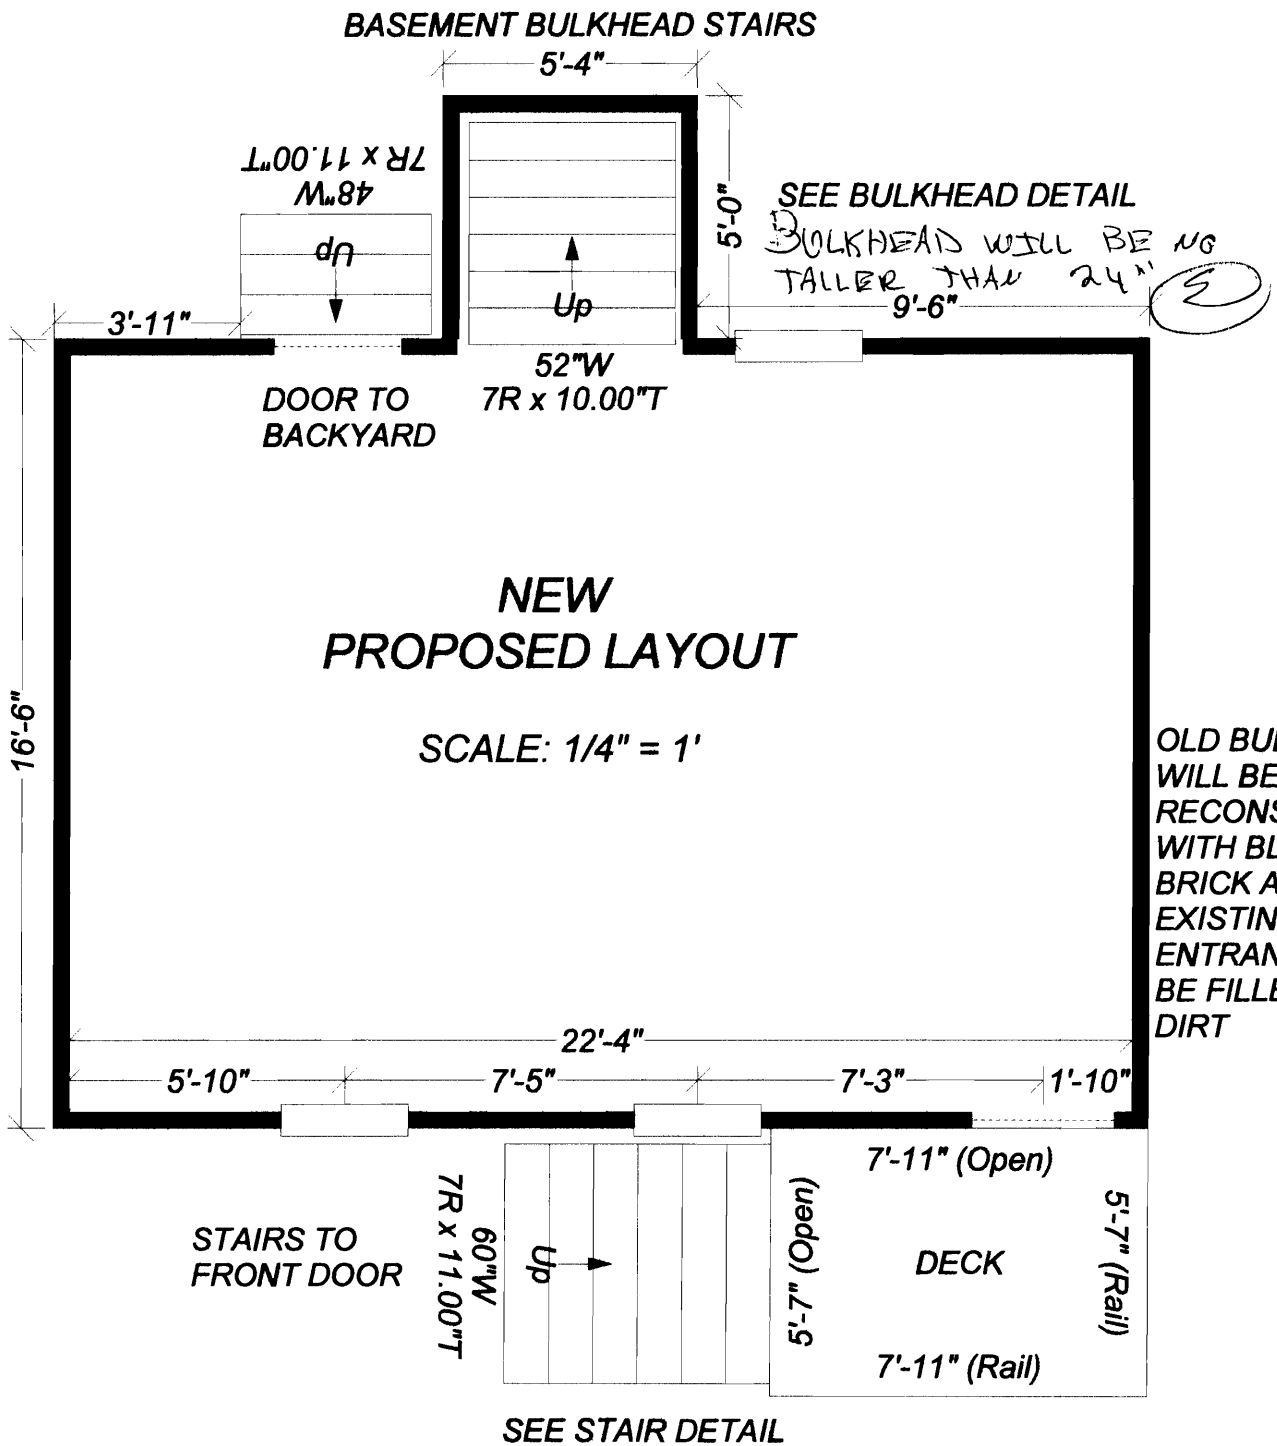 BASEMENT BULKHEAD STAIRS
5'-4"
7R x 11.00"T
48"W
Up
5'-0"
SEE BULKHEAD DETAIL
BULKHEAD WILL BE NO
TALLER THAN 24"
9'-6"
3'-11"
Up
52"W
7R x 10.00"T
DOOR TO
BACKYARD
NEW
PROPOSED LAYOUT
SCALE: 1/4" = 1'
16'-6"
OLD BUL
WILL BE
RECONS
WITH BL
BRICK A
EXISTIN
ENTRAN
BE FILLE
DIRT
22'-4"
5'-10"
7'-5"
7'-3"
1'-10"
7'-11" (Open)
STAIRS TO
FRONT DOOR
60"W
7R x 11.00"T
Up
5'-7" (Open)
DECK
5'-7" (Rail)
7'-11" (Rail)
SEE STAIR DETAIL